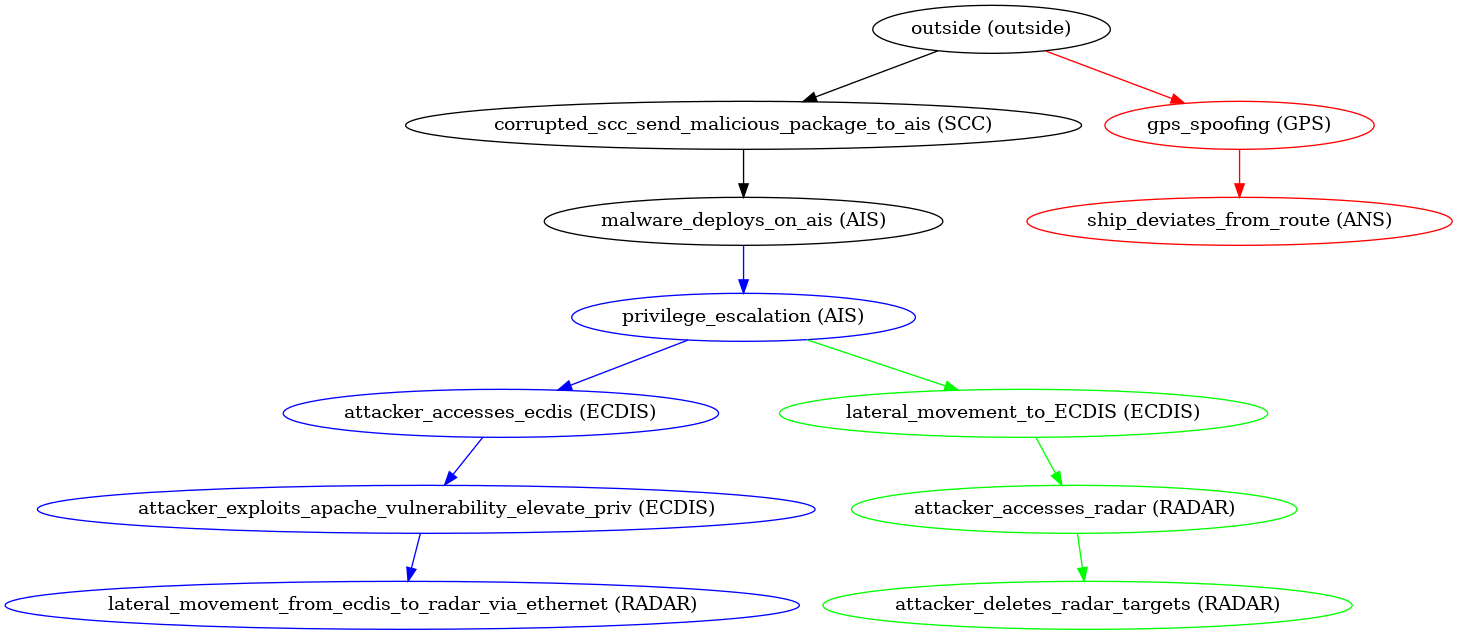 outside (outside)
corrupted_scc_send_malicious_package_to_ais (SCC)
gps_spoofing (GPS)
malware_deploys_on_ais (AIS)
ship_deviates_from_route (ANS)
privilege_escalation (AIS)
attacker_accesses_ecdis (ECDIS)
lateral_movement_to_ECDIS (ECDIS)
attacker_exploits_apache_vulnerability_elevate_priv (ECDIS)
attacker_accesses_radar (RADAR)
lateral_movement_from_ecdis_to_radar_via_ethernet (RADAR)
attacker_deletes_radar_targets (RADAR)